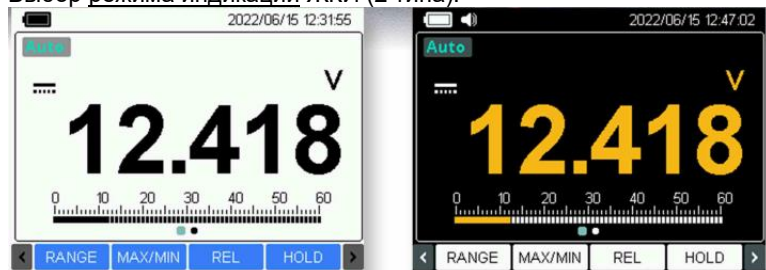 Выбор режима индикации ЖКИ (2 типа).
2022/06/15 12:31:55
Auto
V
12.418
0 10 20 30 40 50 60
RANGE MAX/MIN REL HOLD
2022/06/15 12:47:02
Auto
V
12.418
0 10 20 30 40 50 60
RANGE MAX/MIN REL HOLD